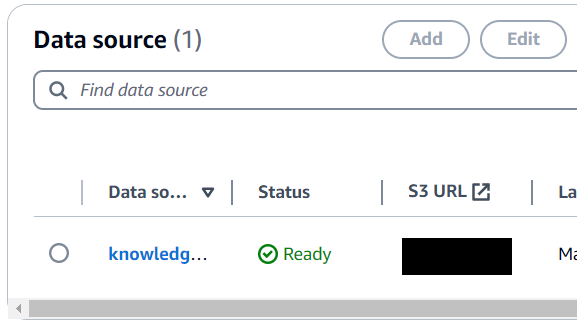 Data source (1)
Add
Edit
Find data source
Data so...
Status
S3 URL
La
knowledg...
Ready
Ma